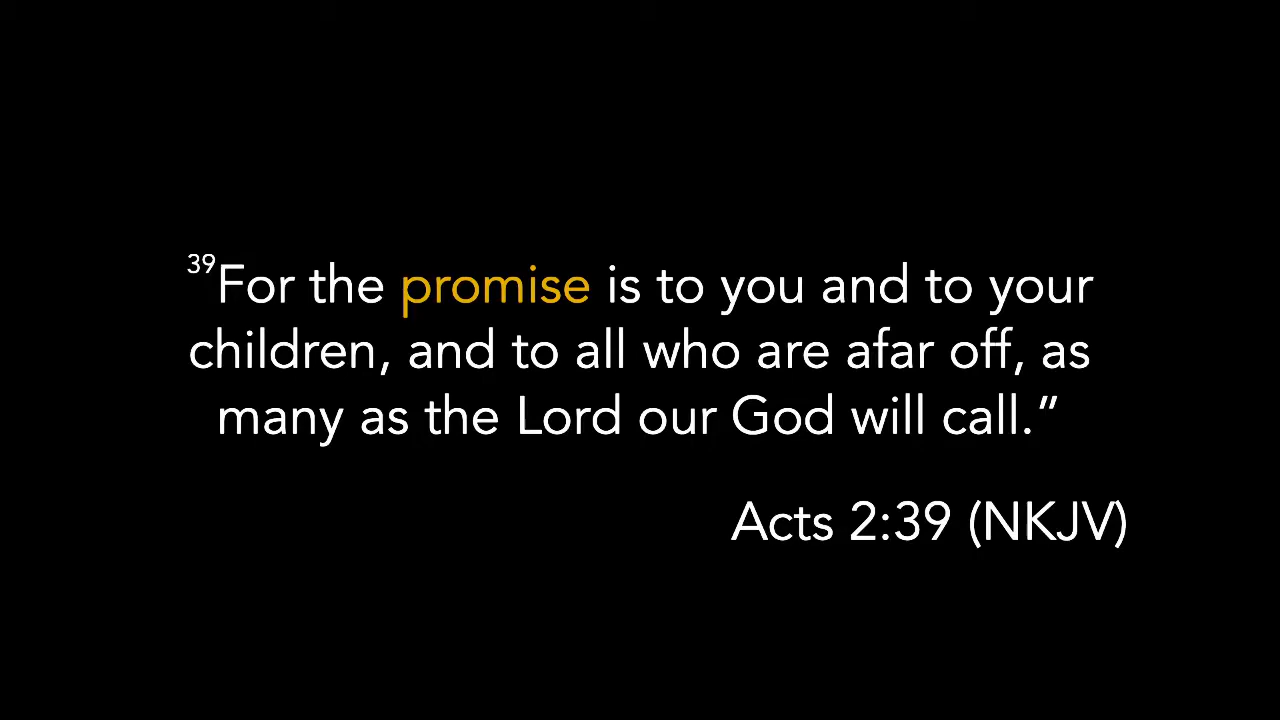 39For the promise is to you and to your
children, and to all who are afar off, as
many as the Lord our God will call.”
Acts 2:39 (NKJV)